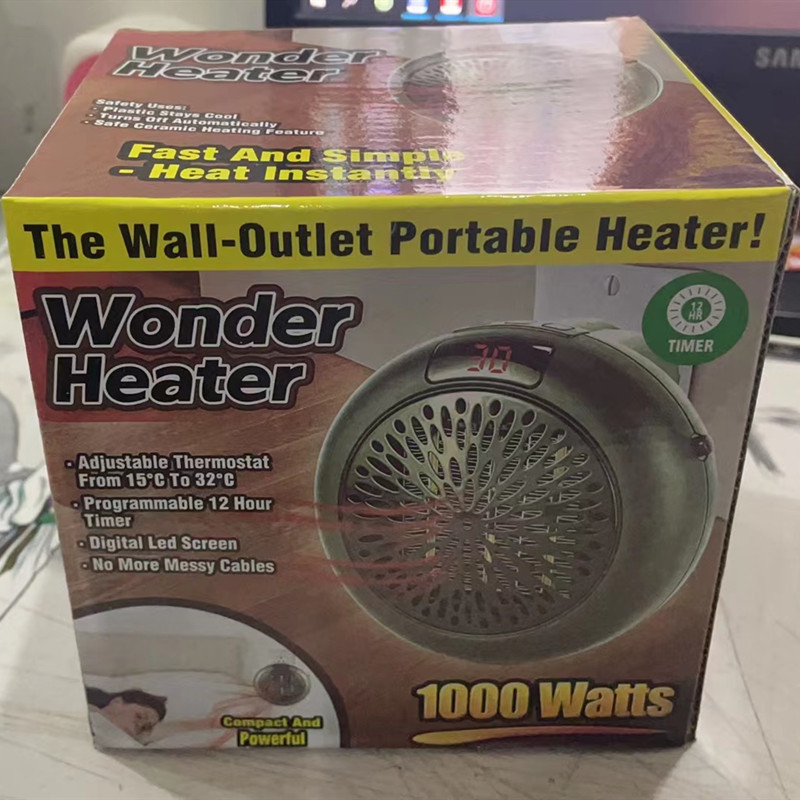 Wonder
Heater
Safety Uses:
- Plastic Stays Cool
- Turns Off Automatically
- Safe Ceramic Heating Feature
Fast And Simple
- Heat Instantly
SAM
The Wall-Outlet Portable Heater!
Wonder
Heater
30
12
HR
TIMER
· Adjustable Thermostat
From 15°C To 32°C
· Programmable 12 Hour
Timer
· Digital Led Screen
· No More Messy Cables
Compact And
Powerful
1000 Watts